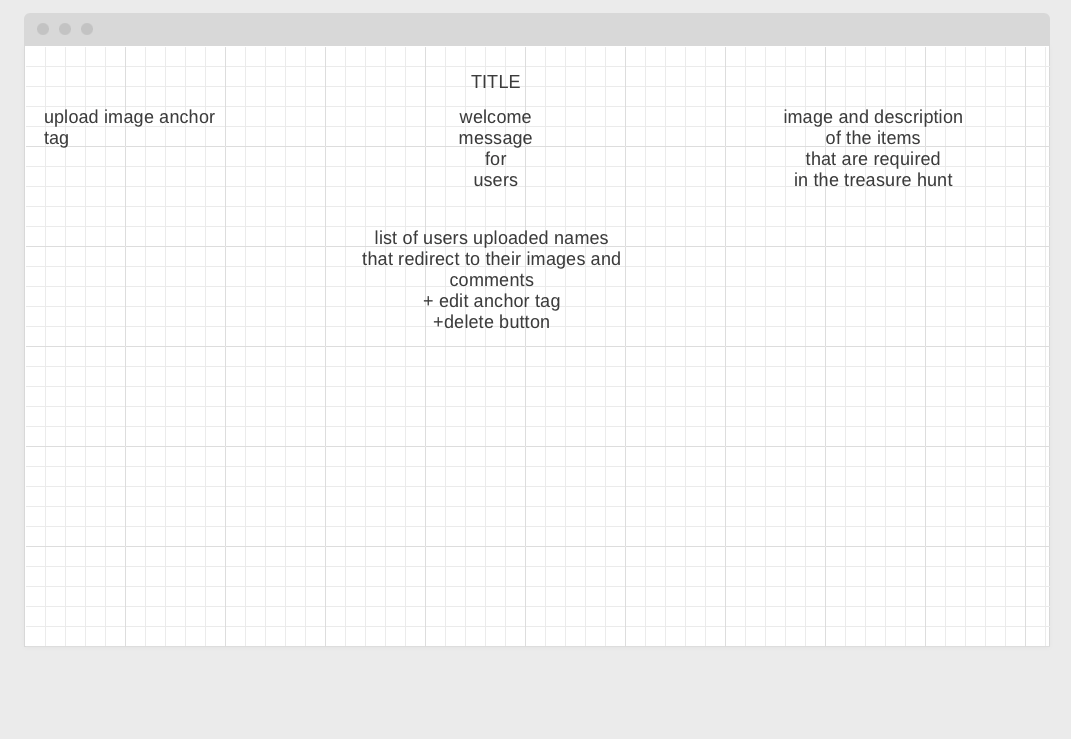 TITLE
upload image anchor
tag
welcome
message
for
users
image and description
of the items
that are required
in the treasure hunt
list of users uploaded names
that redirect to their images and
comments
+ edit anchor tag
+delete button